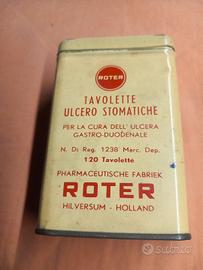 ROTER
TAVOLETTE
ULCERO STOMATICHE
PER LA CURA DELL' ULCERA
GASTRO-DUODENALE
N. Di Reg. 1238 Marc. Dep.
120 Tavolette
PHARMACEUTISCHE FABRIEK
ROTER
HILVERSUM - HOLLAND
subito